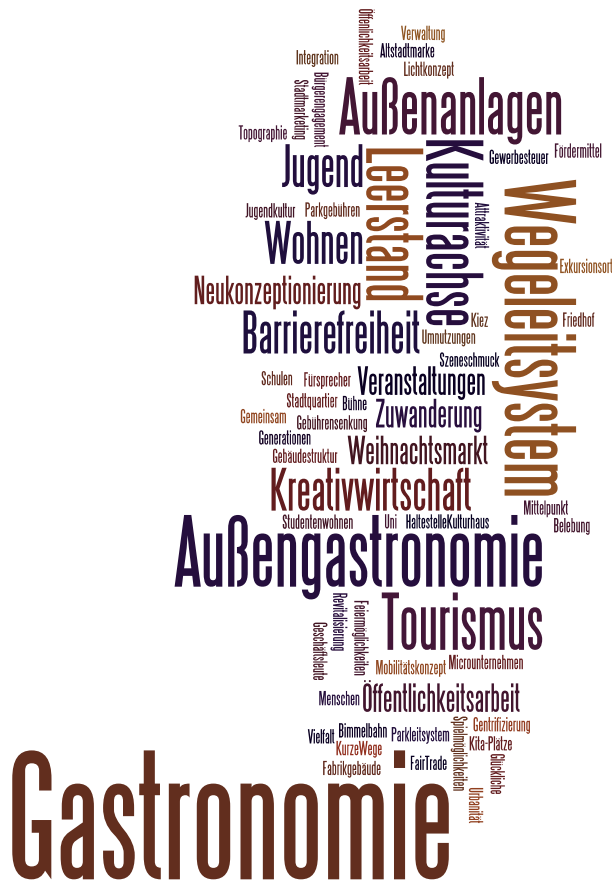 Öffenlichkeitsarbeit
Verwaltung
Altstadtmarke
Integration
Lichtkonzept
Bürgerengagement
Stadtmarketing
Außenanlagen
Topographie
Jugend
Leerstand
Kulturachse
Gewerbesteuer
Fördermittel
Wegeleitsystem
Jugendkultur
Parkgebühren
Attraktivität
Wohnen
Exkursionsort
Neukonzeptionierung
Barrierefreiheit
Kiez
Friedhof
Umnutzungen
Szeneschmuck
Schulen
Fürsprecher
Veranstaltungen
Stadtquartier
Bühne
Zuwanderung
Gemeinsam
Gebührensenkung
Generationen
Weihnachtsmarkt
Gebäudestruktur
Kreativwirtschaft
Mittelpunkt
Studentenwohnen
Uni
HaltestelleKulturhaus
Belebung
Außengastronomie
Revitalisierung
Feiermöglichkeiten
Tourismus
Geschäftsleute
Mobilitätskonzept
Microunternehmen
Menschen
Öffentlichkeitsarbeit
Spielmöglichkeiten
Gentrifizierung
Vielfalt
Bimmelbahn
Parkleitsystem
Kita-Plätze
KurzeWege
Glückliche
Fabrikgebäude
FairTrade
Urbanität
Gastronomie